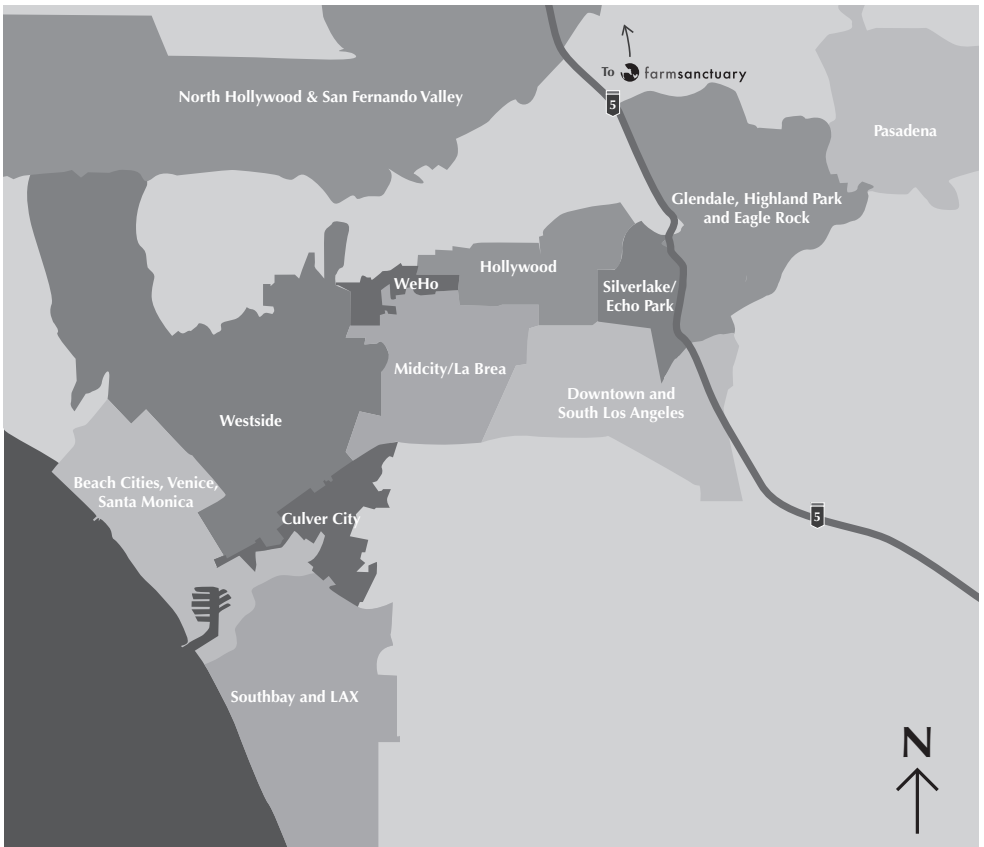 To farmsanctuary
North Hollywood & San Fernando Valley
5
Pasadena
Glendale, Highland Park
and Eagle Rock
Hollywood
WeHo
Silverlake/
Echo Park
Midcity/La Brea
Downtown and
South Los Angeles
Westside
Beach Cities, Venice,
Santa Monica
Culver City
5
Southbay and LAX
N